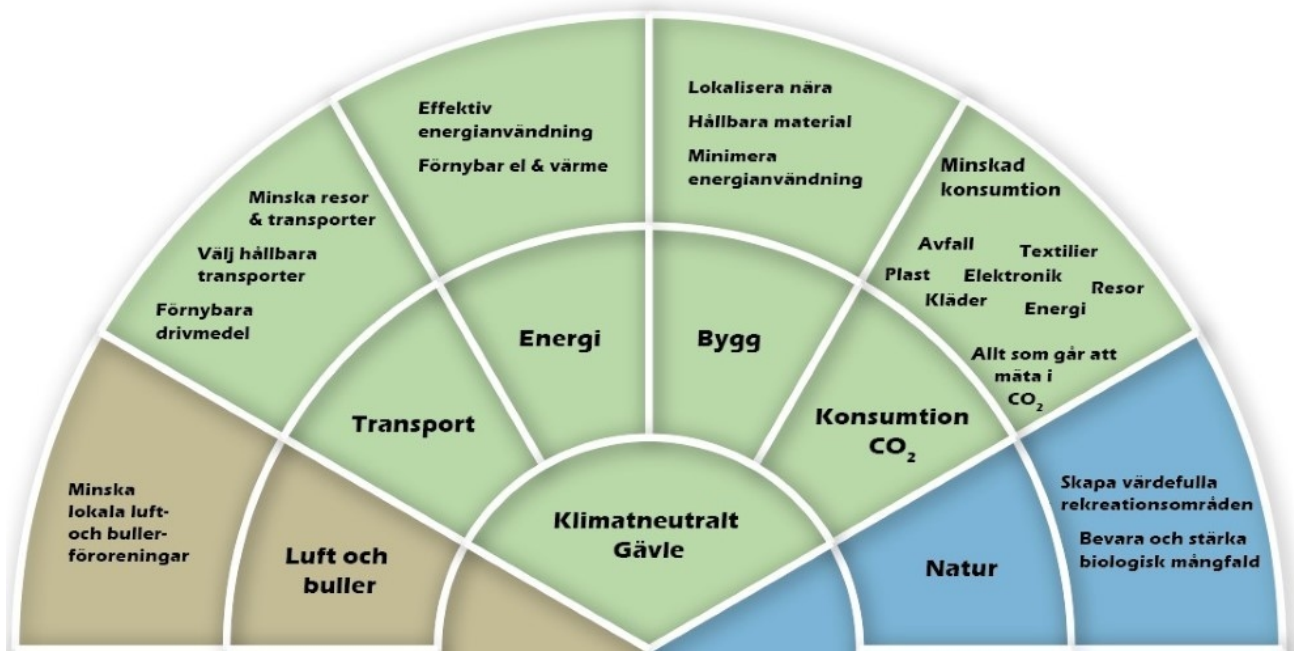 Effektiv
energianvändning
Förnybar el & värme
Lokalisera nära
Hållbara material
Minimera
energianvändning
Minska resor
& transporter
Välj hållbara
transporter
Förnybara
drivmedel
Minskad
konsumtion
Avfall
Textilier
Plast
Elektronik
Resor
Kläder
Energi
Allt som går att
mäta i
CO₂
Transport
Energi
Bygg
Konsumtion
CO₂
Klimatneutralt
Gävle
Minska
lokala luft-
och buller-
föroreningar
Luft och
buller
Natur
Skapa värdefulla
rekreationsområden
Bevara och stärka
biologisk mångfald